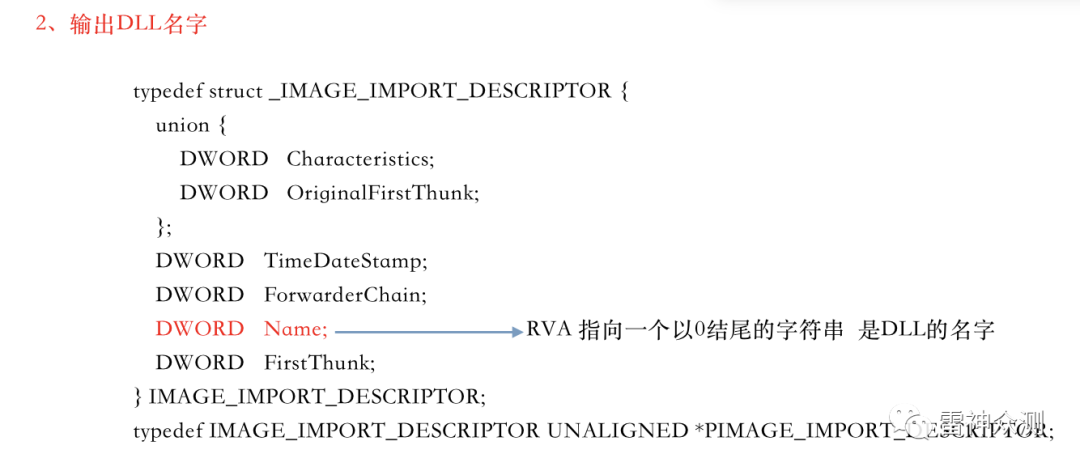 2、输出DLL名字
typedef struct _IMAGE_IMPORT_DESCRIPTOR {
union {
DWORD Characteristics;
DWORD OriginalFirstThunk;
};
DWORD TimeDateStamp;
DWORD ForwarderChain;
DWORD Name; RVA 指向一个以0结尾的字符串 是DLL的名字
DWORD FirstThunk;
} IMAGE_IMPORT_DESCRIPTOR;
typedef IMAGE_IMPORT_DESCRIPTOR UNALIGNED *PIMAGE_IMPORT_DESCRIPTOR;
雷神众测